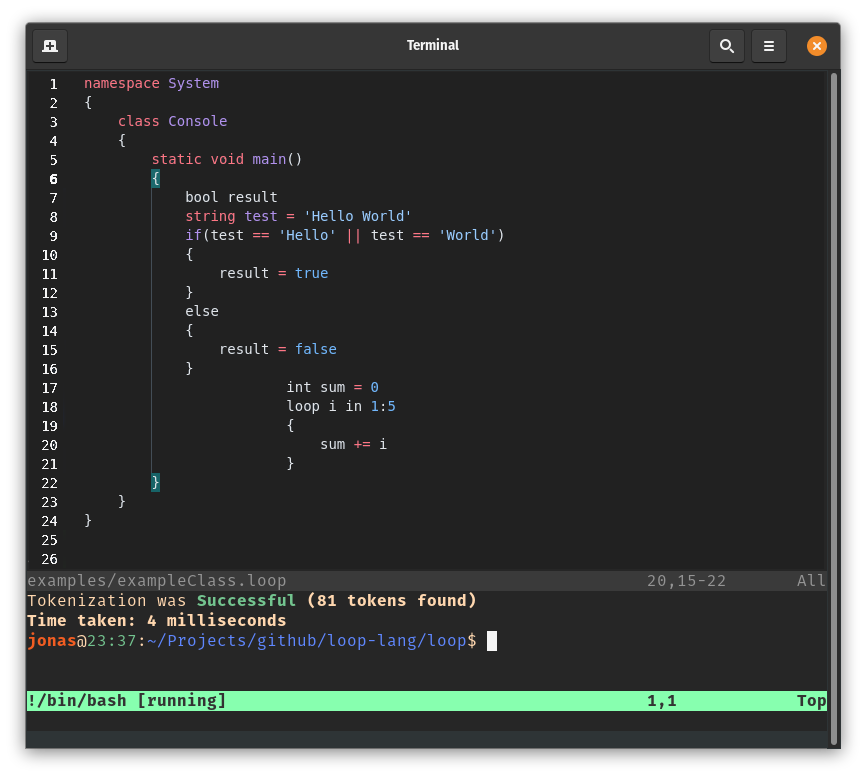 Terminal
1 namespace System
2 {
3 class Console
4 {
5 static void main()
6 {
7 bool result
8 string test = 'Hello World'
9 if(test == 'Hello' || test == 'World')
10 {
11 result = true
12 }
13 else
14 {
15 result = false
16 }
17 int sum = 0
18 loop i in 1:5
19 {
20 sum += i
21 }
22 }
23 }
24 }
25
26
examples/exampleClass.loop 20,15-22 All
Tokenization was Successful (81 tokens found)
Time taken: 4 milliseconds
jonas@23:37:~/Projects/github/loop-lang/loop$
!/bin/bash [running] 1,1 Top